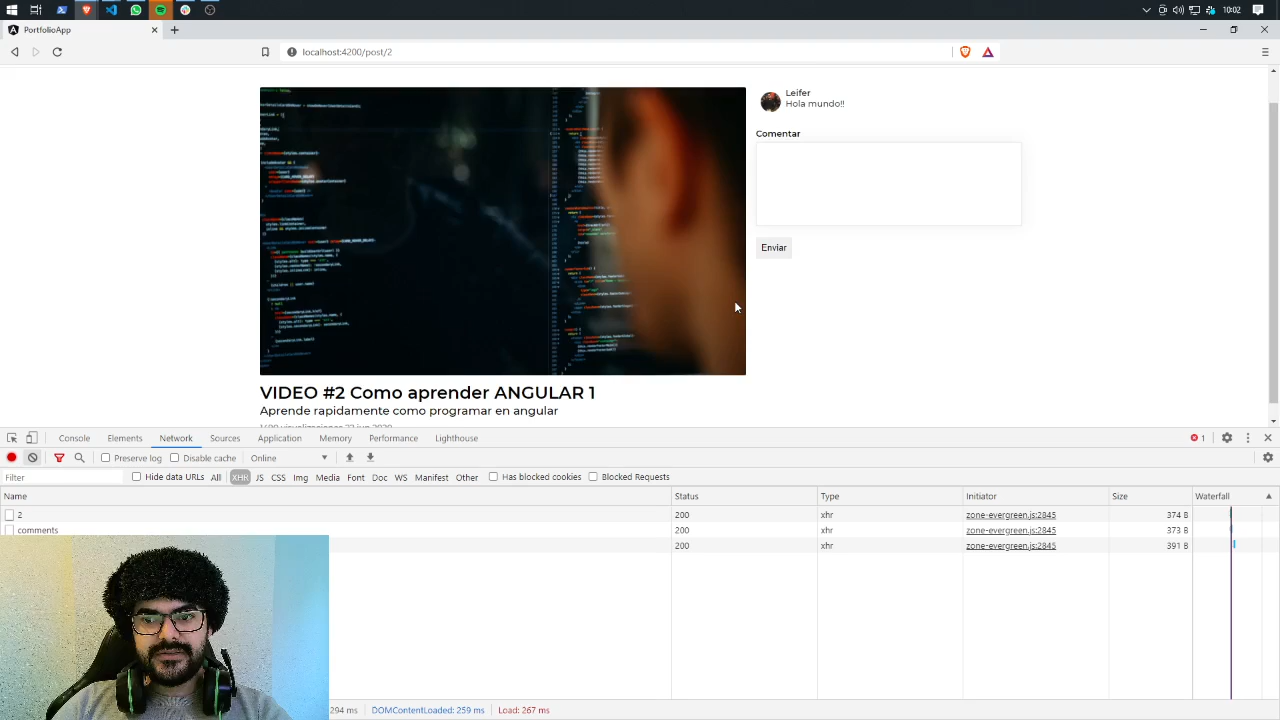 10:02
PortfolioApp
localhost:4200/post/2
Leifer
Hola mundo!!
Comentar
Enviar
VIDEO #2 Como aprender ANGULAR 1
Aprende rapidamente como programar en angular
Console Elements Network Sources Application Memory Performance Lighthouse 1
Preserve log Disable cache Online
Filter Hide data URLs All XHR JS CSS Img Media Font Doc WS Manifest Other Has blocked cookies Blocked Requests
Name Status Type Initiator Size Waterfall
2 200 xhr zone-evergreen.js:2845 374 B
comments 200 xhr zone-evergreen.js:2845 373 B
200 xhr zone-evergreen.js:2845 391 B
294 ms DOMContentLoaded: 259 ms Load: 267 ms